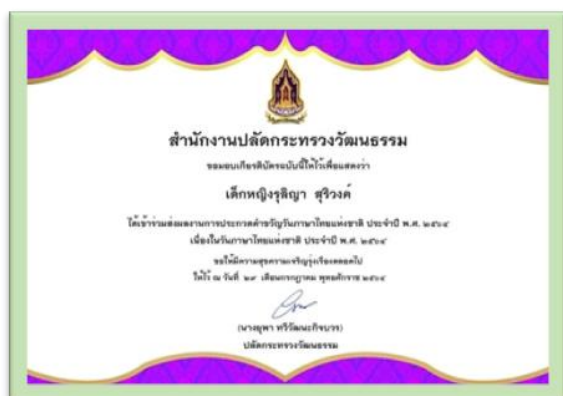 สำนักงานปลัดกระทรวงวัฒนธรรม
ขอมอบเกียรติบัตรฉบับนี้ให้ไว้เพื่อแสดงว่า
เด็กหญิงรุลิญา สุริวงค์
ได้เข้าร่วมส่งผลงานการประกวดคำขวัญวันภาษาไทยแห่งชาติ ประจำปี พ.ศ. ๒๕๖๔
เนื่องในวันภาษาไทยแห่งชาติ ประจำปี พ.ศ. ๒๕๖๔
ขอให้มีความสุขความเจริญรุ่งเรืองตลอดไป
ให้ไว้ ณ วันที่ ๒๙ เดือนกรกฎาคม พุทธศักราช ๒๕๖๔
(นางยุพา ทวีวัฒนะกิจบวร)
ปลัดกระทรวงวัฒนธรรม